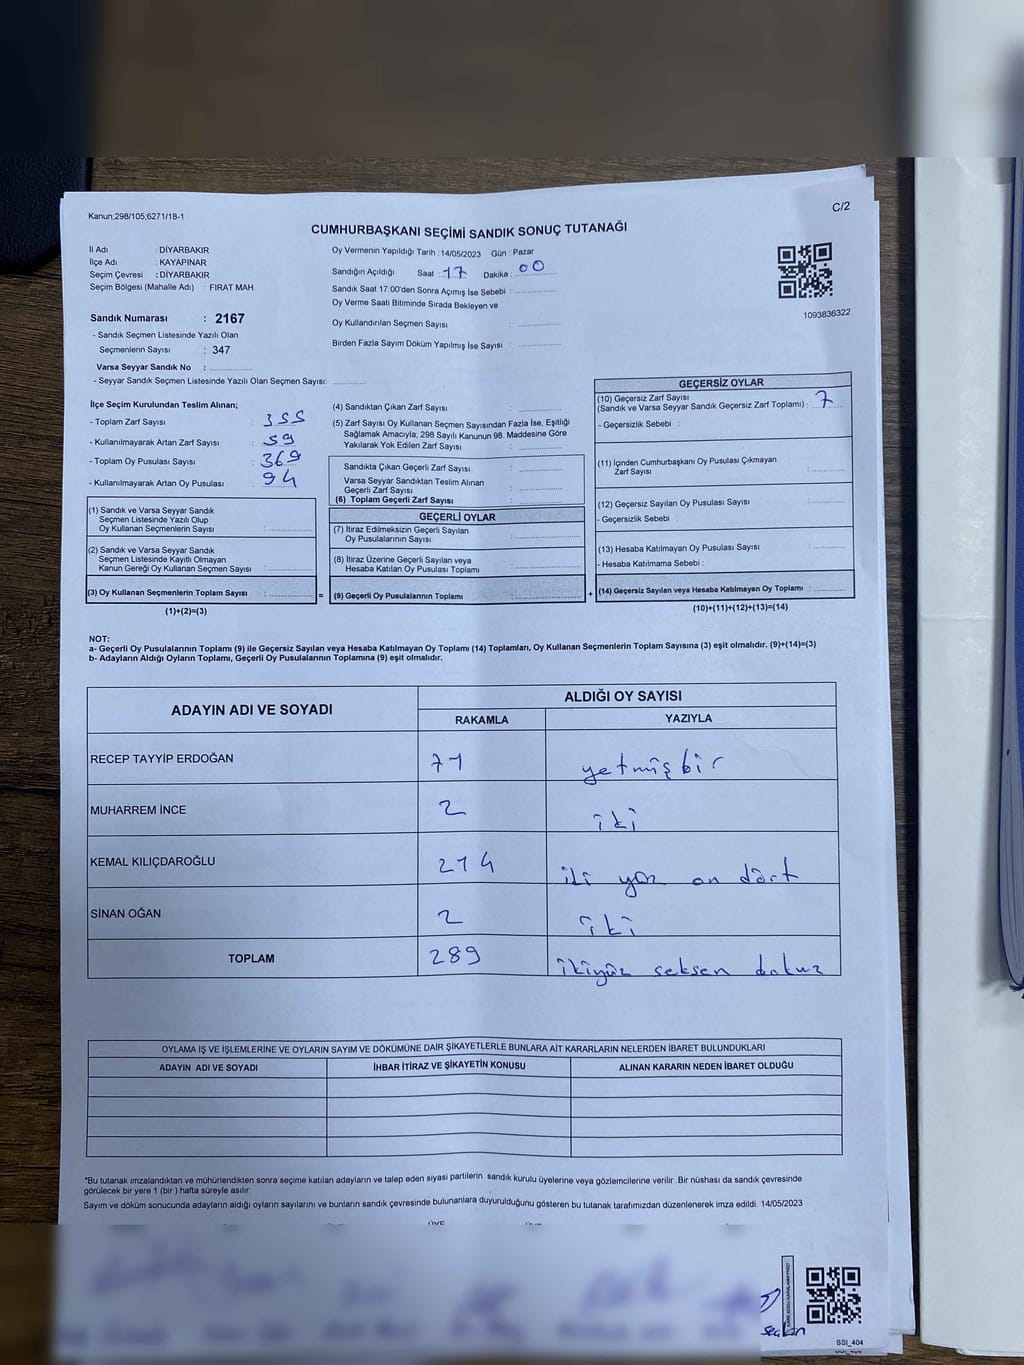 Kanun;298/105;6271/18-1
C/2
CUMHURBAŞKANI SEÇİMİ SANDIK SONUÇ TUTANAĞI
İl Adı : DİYARBAKIR
İlçe Adı : KAYAPINAR
Seçim Çevresi : DİYARBAKIR
Seçim Bölgesi (Mahalle Adı) : FIRAT MAH.
Sandık Numarası : 2167
- Sandık Seçmen Listesinde Yazılı Olan
Seçmenlerin Sayısı : 347
Varsa Seyyar Sandık No :
- Seyyar Sandık Seçmen Listesinde Yazılı Olan Seçmen Sayısı:
Oy Vermenin Yapıldığı Tarih :14/05/2023 Gün : Pazar
Sandığın Açıldığı Saat : 17 Dakika : 00
Sandık Saat 17:00'den Sonra Açımış İse Sebebi :
Oy Verme Saati Bitiminde Sırada Bekleyen ve
Oy Kullandırılan Seçmen Sayısı :
Birden Fazla Sayım Döküm Yapılmış İse Sayısı :
1093836322
İlçe Seçim Kurulundan Teslim Alınan;
- Toplam Zarf Sayısı : 355
- Kullanılmayarak Artan Zarf Sayısı : 59
- Toplam Oy Pusulası Sayısı : 369
- Kullanılmayarak Artan Oy Pusulası : 94
(1) Sandık ve Varsa Seyyar Sandık
Seçmen Listesinde Yazılı Olup
Oy Kullanan Seçmenlerin Sayısı :
(2) Sandık ve Varsa Seyyar Sandık
Seçmen Listesinde Kayıtlı Olmayan
Kanun Gereği Oy Kullanan Seçmen Sayısı :
(3) Oy Kullanan Seçmenlerin Toplam Sayısı : =
(1)+(2)=(3)
(4) Sandıktan Çıkan Zarf Sayısı :
(5) Zarf Sayısı Oy Kullanan Seçmen Sayısından Fazla İse, Eşitliği
Sağlamak Amacıyla; 298 Sayılı Kanunun 98. Maddesine Göre
Yakılarak Yok Edilen Zarf Sayısı :
Sandıkta Çıkan Geçerli Zarf Sayısı :
Varsa Seyyar Sandıktan Teslim Alınan
Geçerli Zarf Sayısı :
(6) Toplam Geçerli Zarf Sayısı :
GEÇERLİ OYLAR
(7) İtiraz Edilmeksizin Geçerli Sayılan
Oy Pusulalarının Sayısı :
(8) İtiraz Üzerine Geçerli Sayılan veya
Hesaba Katılan Oy Pusulası Toplamı :
(9) Geçerli Oy Pusulalarının Toplamı : +
GEÇERSİZ OYLAR
(10) Geçersiz Zarf Sayısı
(Sandık ve Varsa Seyyar Sandık Geçersiz Zarf Toplamı) : 7
- Geçersizlik Sebebi :
(11) İçinden Cumhurbaşkanı Oy Pusulası Çıkmayan
Zarf Sayısı :
(12) Geçersiz Sayılan Oy Pusulası Sayısı :
- Geçersizlik Sebebi :
(13) Hesaba Katılmayan Oy Pusulası Sayısı :
- Hesaba Katılmama Sebebi :
(14) Geçersiz Sayılan veya Hesaba Katılmayan Oy Toplamı :
(10)+(11)+(12)+(13)=(14)
NOT:
a- Geçerli Oy Pusulalarının Toplamı (9) ile Geçersiz Sayılan veya Hesaba Katılmayan Oy Toplamı (14) Toplamları, Oy Kullanan Seçmenlerin Toplam Sayısına (3) eşit olmalıdır. (9)+(14)=(3)
b- Adayların Aldığı Oyların Toplamı, Geçerli Oy Pusulalarının Toplamına (9) eşit olmalıdır.
ADAYIN ADI VE SOYADI
ALDIĞI OY SAYISI
RAKAMLA YAZIYLA
RECEP TAYYİP ERDOĞAN 71 yetmiş bir
MUHARREM İNCE 2 iki
KEMAL KILIÇDAROĞLU 214 iki yüz on dört
SİNAN OĞAN 2 iki
TOPLAM 289 ikiyüz seksen dokuz
OYLAMA İŞ VE İŞLEMLERİNE VE OYLARIN SAYIM VE DÖKÜMÜNE DAİR ŞİKAYETLERLE BUNLARA AİT KARARLARIN NELERDEN İBARET BULUNDUKLARI
ADAYIN ADI VE SOYADI İHBAR İTİRAZ VE ŞİKAYETİN KONUSU ALINAN KARARIN NEDEN İBARET OLDUĞU
*Bu tutanak imzalandıktan ve mühürlendikten sonra seçime katılan adayların ve talep eden siyasi partilerin sandık kurulu üyelerine veya gözlemcilerine verilir .Bir nüshası da sandık çevresinde
görülecek bir yere 1 (bir ) hafta süreyle asılır.
Sayım ve döküm sonucunda adayların aldığı oyların sayılarını ve bunların sandık çevresinde bulunanlara duyurulduğunu gösteren bu tutanak tarafımızdan düzenlenerek imza edildi. 14/05/2023
SSI_404